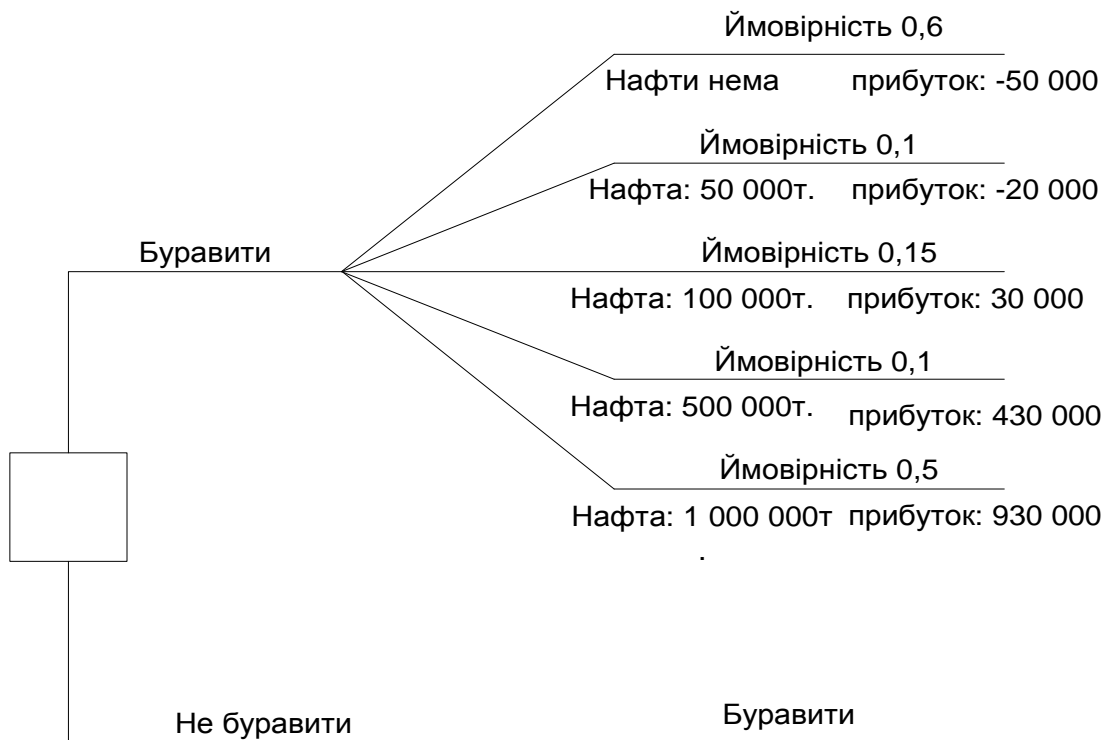 Ймовірність 0,6
Нафти нема прибуток: -50 000
Ймовірність 0,1
Нафта: 50 000т. прибуток: -20 000
Буравити
Ймовірність 0,15
Нафта: 100 000т. прибуток: 30 000
Ймовірність 0,1
Нафта: 500 000т. прибуток: 430 000
Ймовірність 0,5
Нафта: 1 000 000т прибуток: 930 000
.
Не буравити Буравити